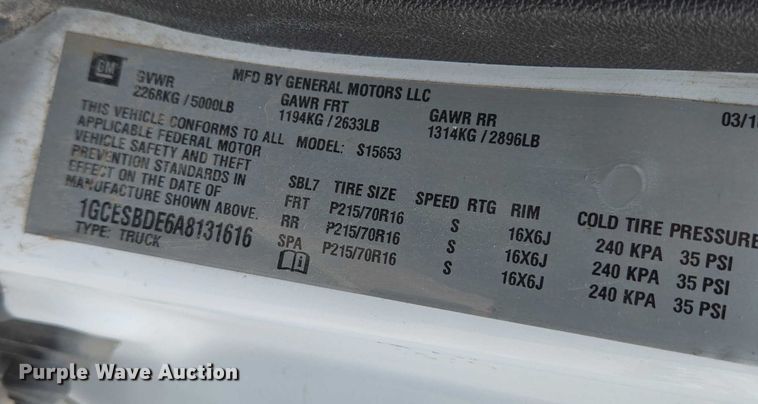 GM
MFD BY GENERAL MOTORS LLC
03/1
GVWR GAWR FRT GAWR RR
2268KG / 5000LB 1194KG / 2633LB 1314KG / 2896LB
THIS VEHICLE CONFORMS TO ALL
APPLICABLE FEDERAL MOTOR
VEHICLE SAFETY AND THEFT
PREVENTION STANDARDS IN
EFFECT ON THE DATE OF
MANUFACTURE SHOWN ABOVE.
1GCESBDE6A8131616
TYPE: TRUCK
MODEL: S15653
SBL7 TIRE SIZE SPEED RTG RIM COLD TIRE PRESSURE
FRT P215/70R16 S 16X6J 240 KPA 35 PSI
RR P215/70R16 S 16X6J 240 KPA 35 PSI
SPA P215/70R16 S 16X6J 240 KPA 35 PSI
Purple Wave Auction